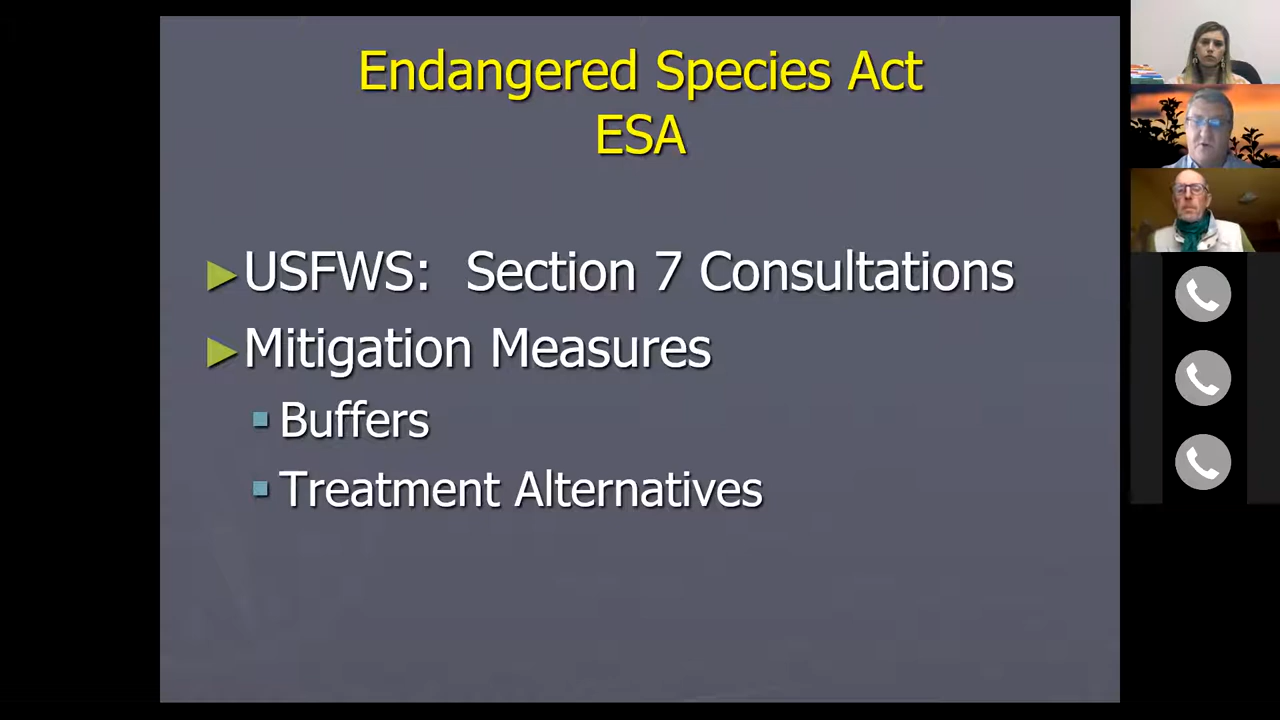 Endangered Species Act
ESA
USFWS: Section 7 Consultations
Mitigation Measures
Buffers
Treatment Alternatives